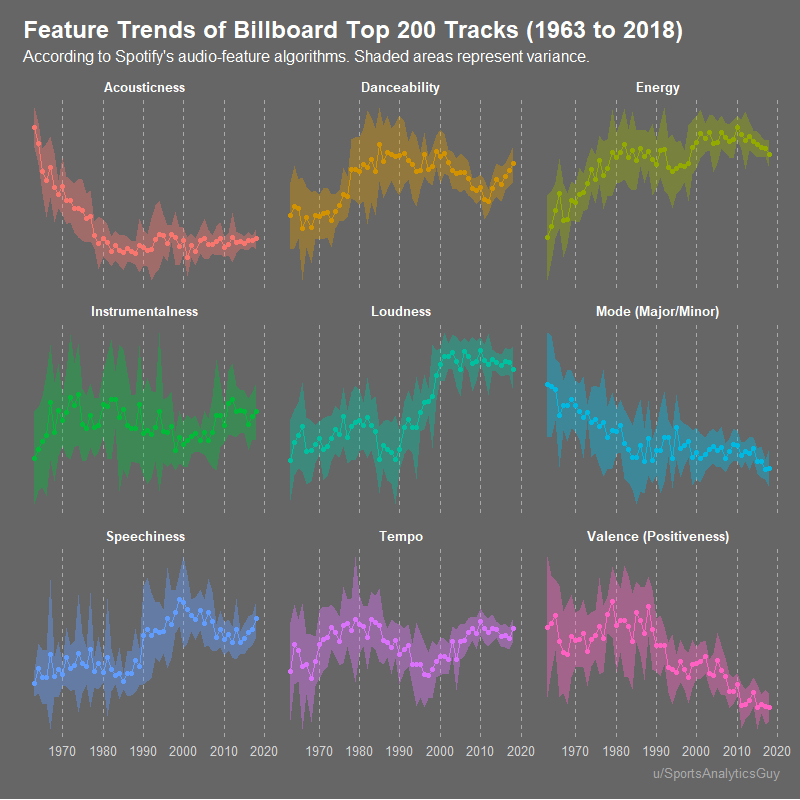 Feature Trends of Billboard Top 200 Tracks (1963 to 2018)
According to Spotify's audio-feature algorithms. Shaded areas represent variance.
Acousticness Danceability Energy
Instrumentalness Loudness Mode (Major/Minor)
Speechiness Tempo Valence (Positiveness)
1970 1980 1990 2000 2010 2020 1970 1980 1990 2000 2010 2020 1970 1980 1990 2000 2010 2020
u/SportsAnalyticsGuy